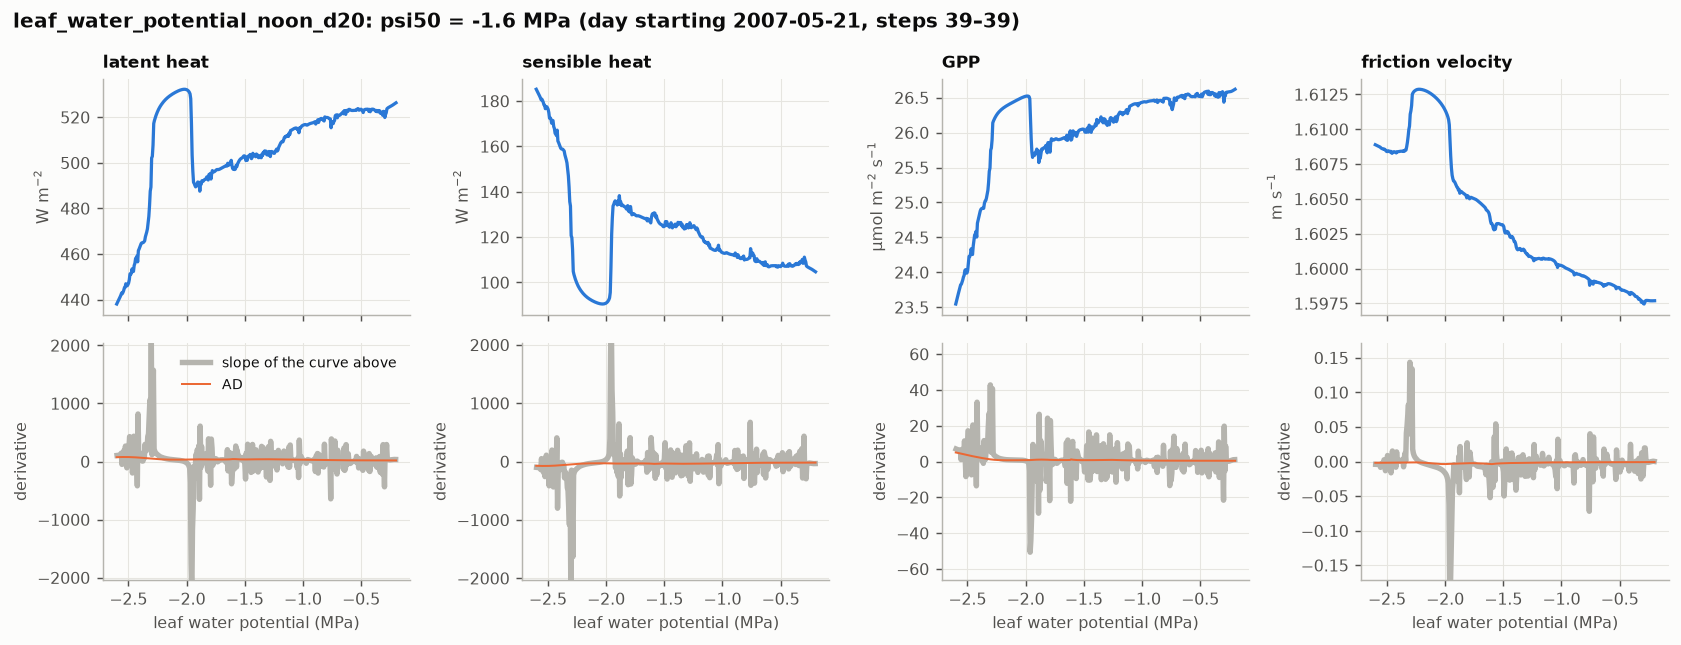 leaf_water_potential_noon_d20: psi50 = -1.6 MPa (day starting 2007-05-21, steps 39–39)
latent heat
sensible heat
GPP
friction velocity
W m⁻²
520
500
480
460
440
W m⁻²
180
160
140
120
100
µmol m⁻² s⁻¹
26.5
26.0
25.5
25.0
24.5
24.0
23.5
m s⁻¹
1.6125
1.6100
1.6075
1.6050
1.6025
1.6000
1.5975
slope of the curve above
AD
derivative
2000
1000
0
−1000
−2000
derivative
2000
1000
0
−1000
−2000
derivative
60
40
20
0
−20
−40
−60
derivative
0.15
0.10
0.05
0.00
−0.05
−0.10
−0.15
−2.5 −2.0 −1.5 −1.0 −0.5
−2.5 −2.0 −1.5 −1.0 −0.5
−2.5 −2.0 −1.5 −1.0 −0.5
−2.5 −2.0 −1.5 −1.0 −0.5
leaf water potential (MPa)
leaf water potential (MPa)
leaf water potential (MPa)
leaf water potential (MPa)